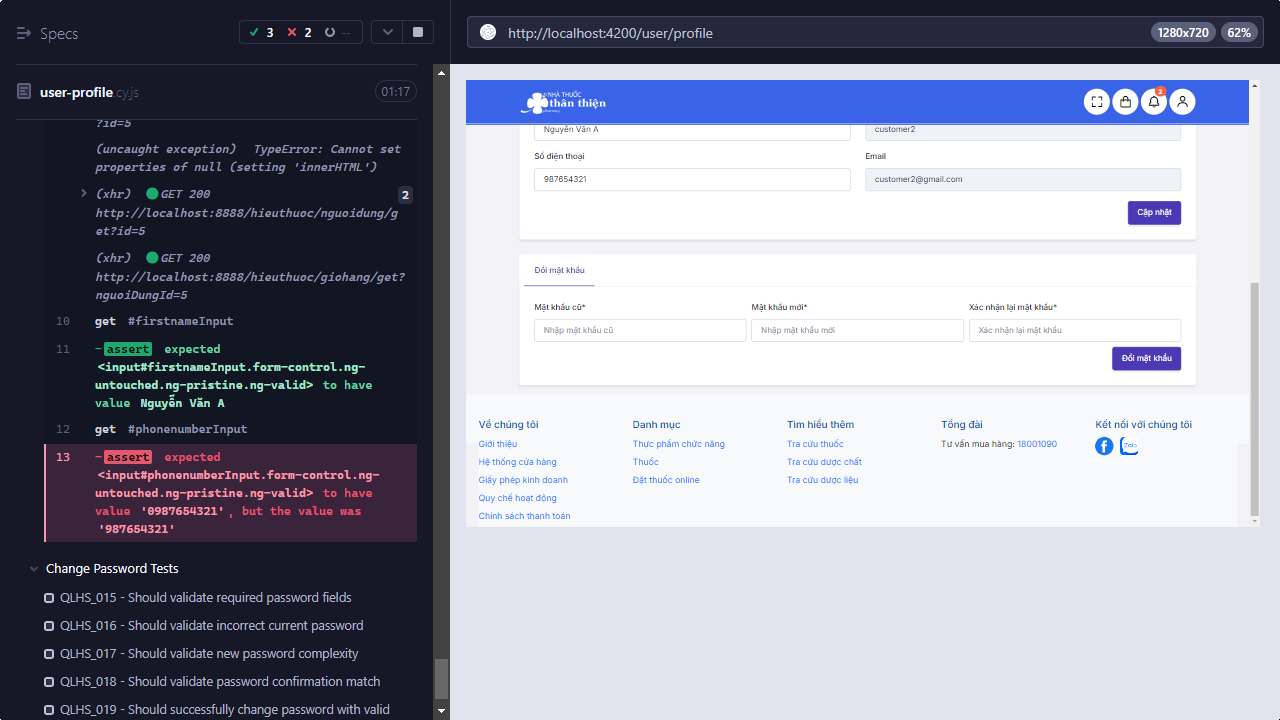 Specs
3
2
--
user-profile.cy.js
01:17
?id=5
(uncaught exception) TypeError: Cannot set
properties of null (setting 'innerHTML')
(xhr) GET 200
2
http://localhost:8888/hieuthuoc/nguoidung/g
et?id=5
(xhr) GET 200
http://localhost:8888/hieuthuoc/giohang/get?
nguoiDungId=5
10 get #firstnameInput
11 -assert expected
<input#firstnameInput.form-control.ng-
untouched.ng-pristine.ng-valid> to have
value Nguyễn Văn A
12 get #phonenumberInput
13 -assert expected
<input#phonenumberInput.form-control.ng-
untouched.ng-pristine.ng-valid> to have
value '0987654321', but the value was
'987654321'
Change Password Tests
QLHS_015 - Should validate required password fields
QLHS_016 - Should validate incorrect current password
QLHS_017 - Should validate new password complexity
QLHS_018 - Should validate password confirmation match
QLHS_019 - Should successfully change password with valid
http://localhost:4200/user/profile
1280x720
62%
NHÀ THUỐC
thân thiện
2
Nguyễn Văn A
customer2
Số điện thoại
Email
987654321
customer2@gmail.com
Cập nhật
Đổi mật khẩu
Mật khẩu cũ*
Mật khẩu mới*
Xác nhận lại mật khẩu*
Nhập mật khẩu cũ
Nhập mật khẩu mới
Xác nhận lại mật khẩu
Đổi mật khẩu
Về chúng tôi
Giới thiệu
Hệ thống cửa hàng
Giấy phép kinh doanh
Quy chế hoạt động
Chính sách thanh toán
Danh mục
Thực phẩm chức năng
Thuốc
Đặt thuốc online
Tìm hiểu thêm
Tra cứu thuốc
Tra cứu dược chất
Tra cứu dược liệu
Tổng đài
Tư vấn mua hàng: 18001090
Kết nối với chúng tôi
Zalo